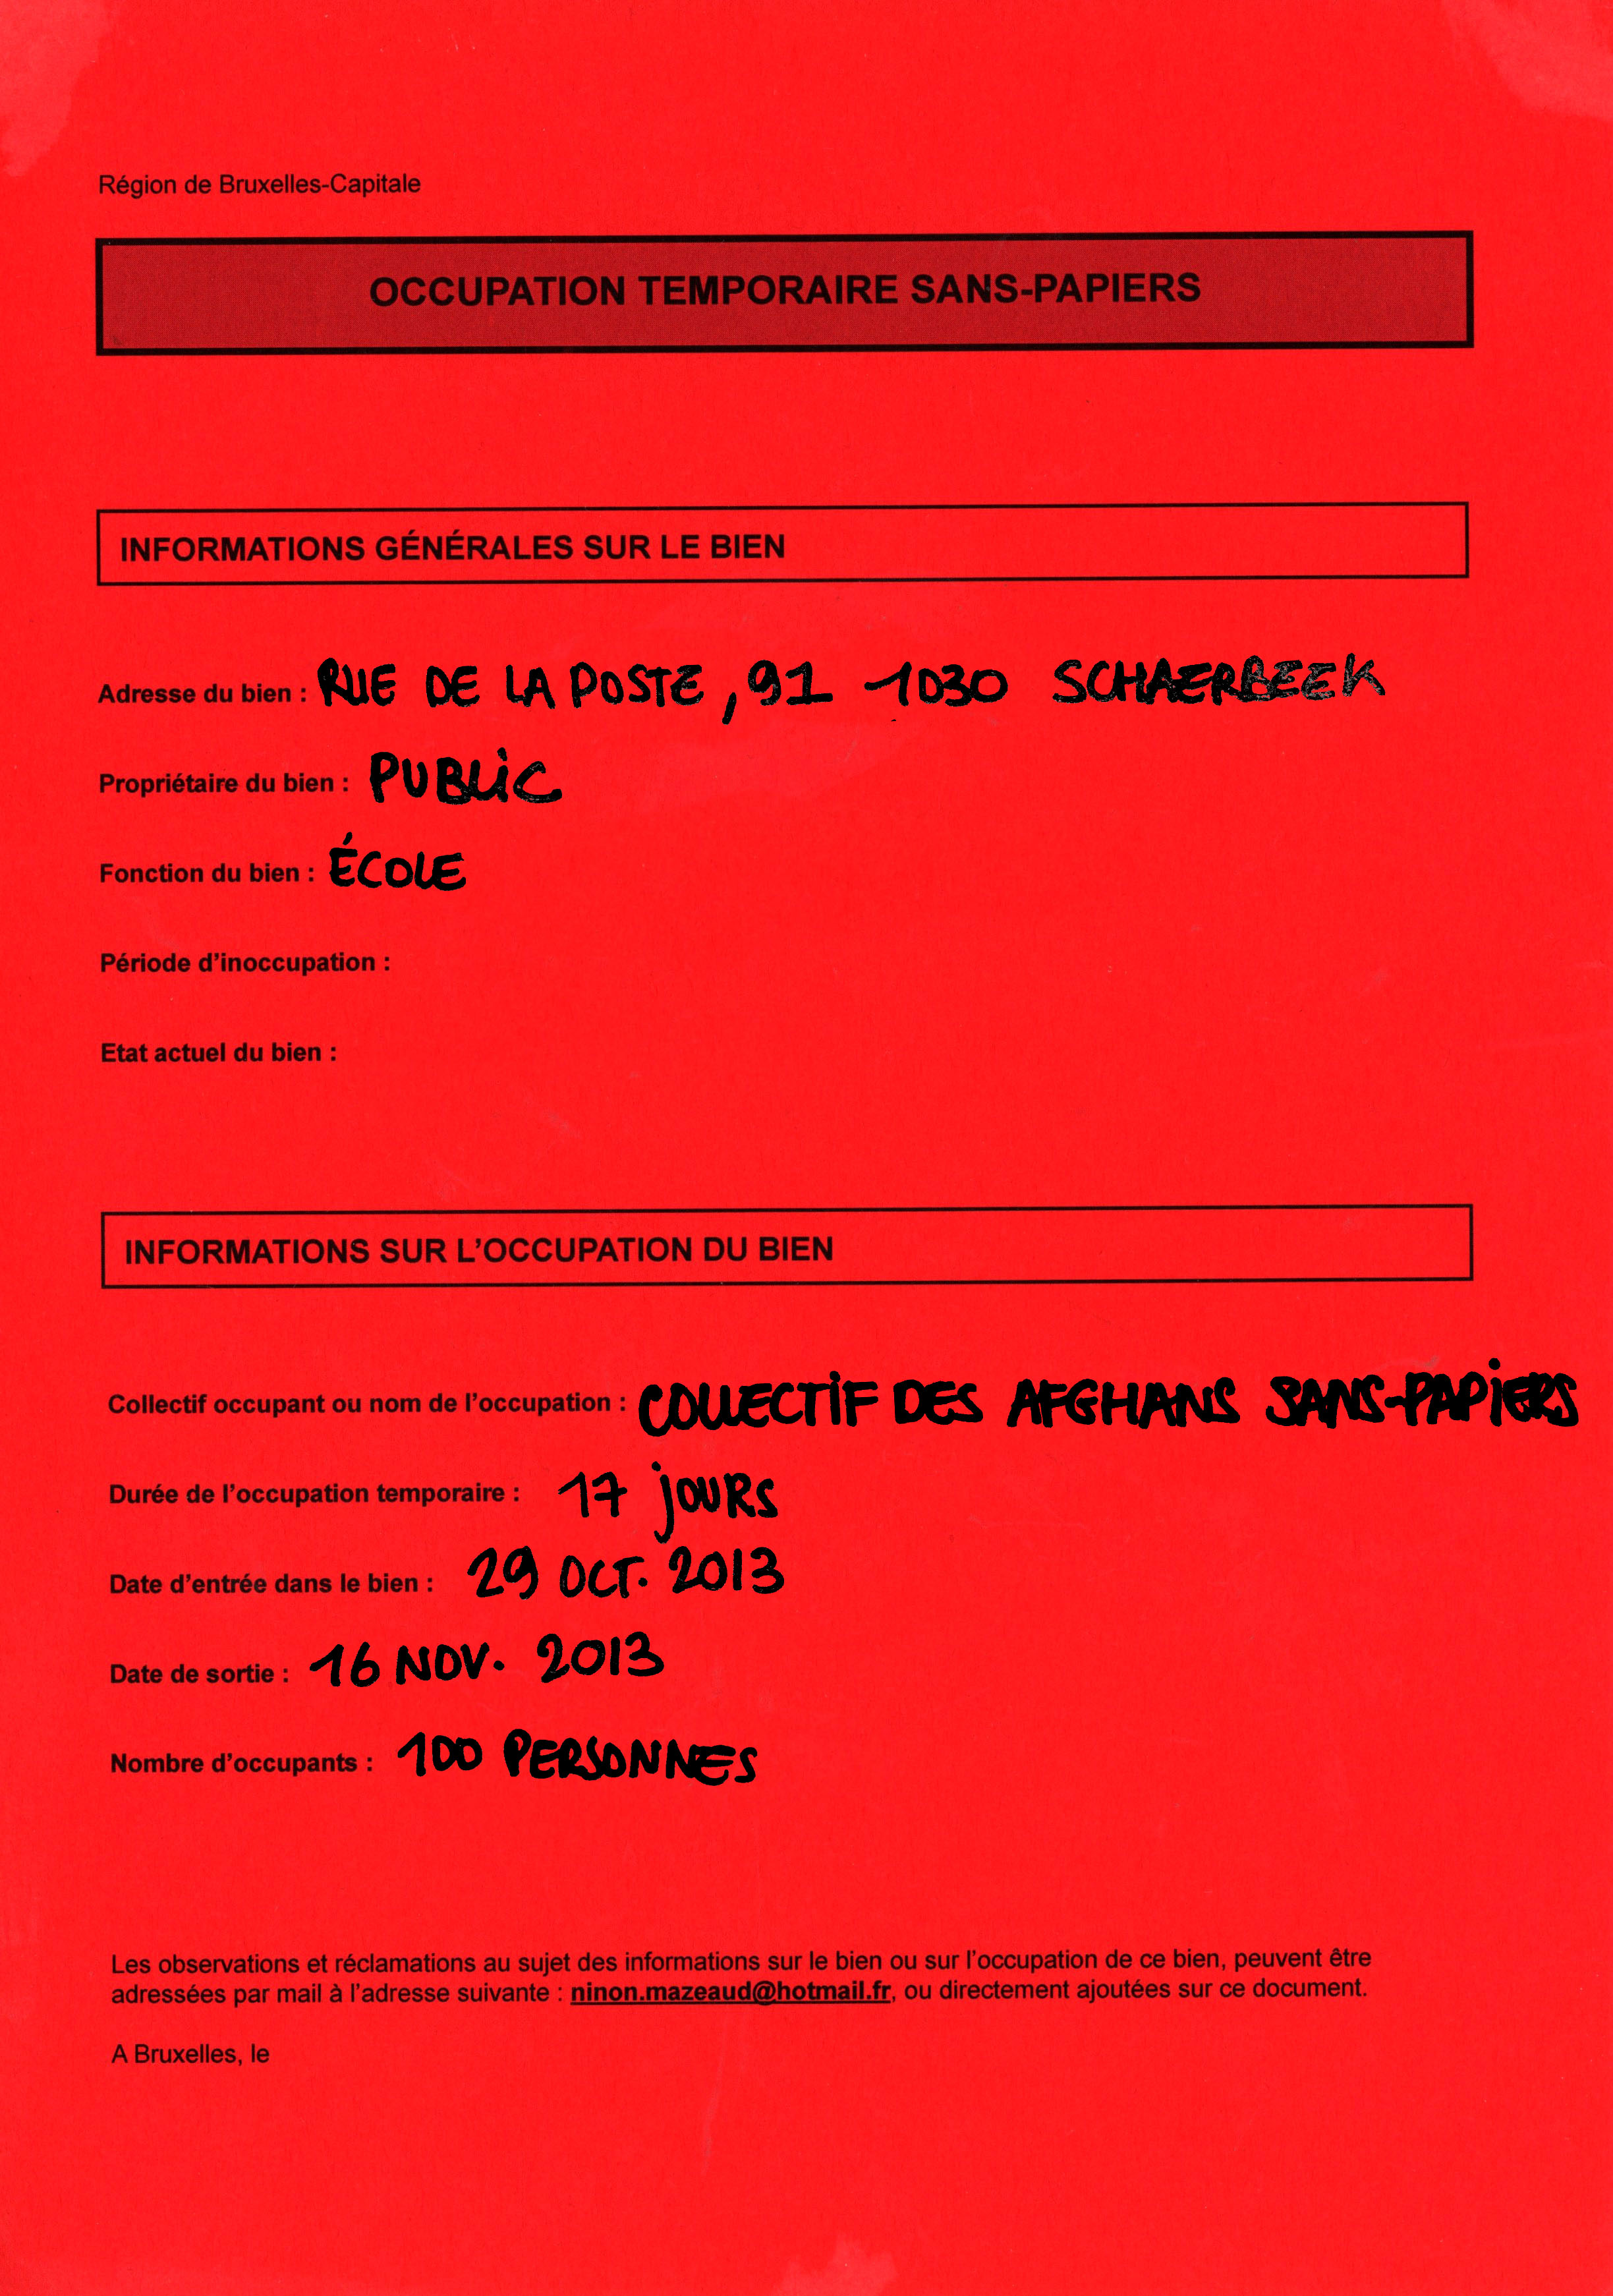 Région de Bruxelles-Capitale
OCCUPATION TEMPORAIRE SANS-PAPIERS
INFORMATIONS GÉNÉRALES SUR LE BIEN
Adresse du bien : RUE DE LA POSTE, 91 1030 SCHAERBEEK
Propriétaire du bien : PUBLIC
Fonction du bien : ÉCOLE
Période d'inoccupation :
Etat actuel du bien :
INFORMATIONS SUR L'OCCUPATION DU BIEN
Collectif occupant ou nom de l'occupation : COLLECTIF DES AFGHANS SANS-PAPIERS
Durée de l'occupation temporaire : 17 JOURS
Date d'entrée dans le bien : 29 OCT. 2013
Date de sortie : 16 NOV. 2013
Nombre d'occupants : 100 PERSONNES
Les observations et réclamations au sujet des informations sur le bien ou sur l'occupation de ce bien, peuvent être
adressées par mail à l'adresse suivante : ninon.mazeaud@hotmail.fr, ou directement ajoutées sur ce document.
A Bruxelles, le